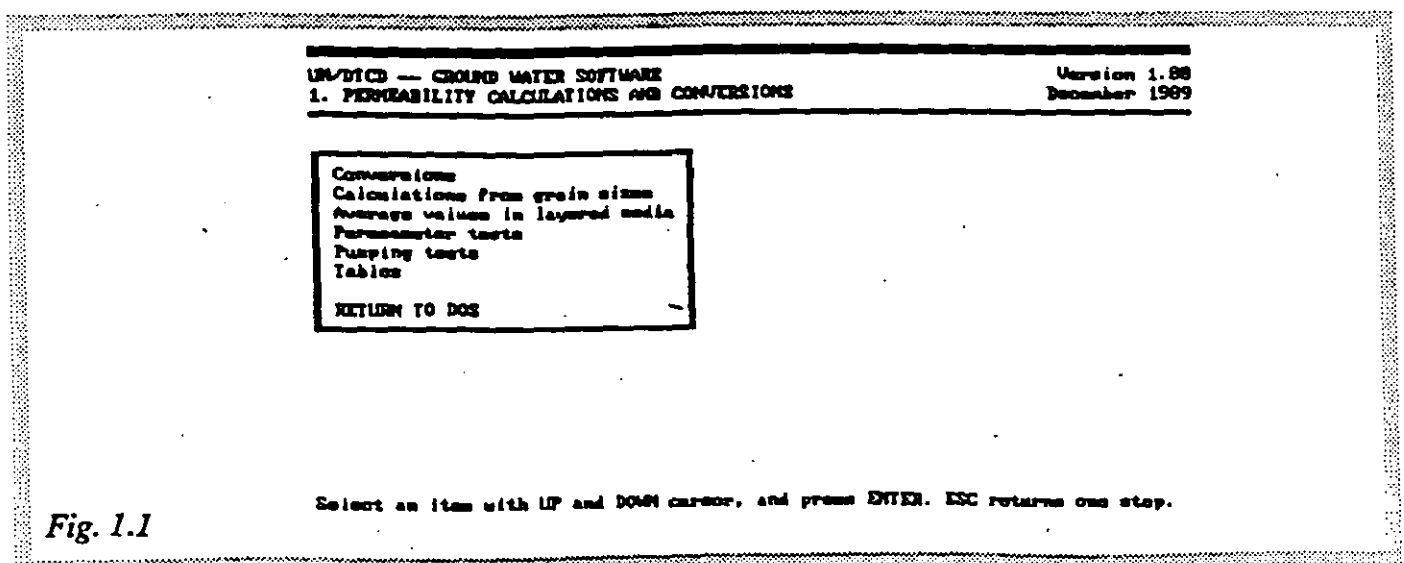 UN/DTCD — GROUND WATER SOFTWARE
Version 1.00
1. PERMEABILITY CALCULATIONS AND CONVERSIONS
December 1989
Conversions
Calculations from grain sizes
Average values in layered media
Permeameter tests
Pumping tests
Tables
RETURN TO DOS
Select an item with UP and DOWN cursor, and press ENTER. ESC returns one step.
Fig. 1.1